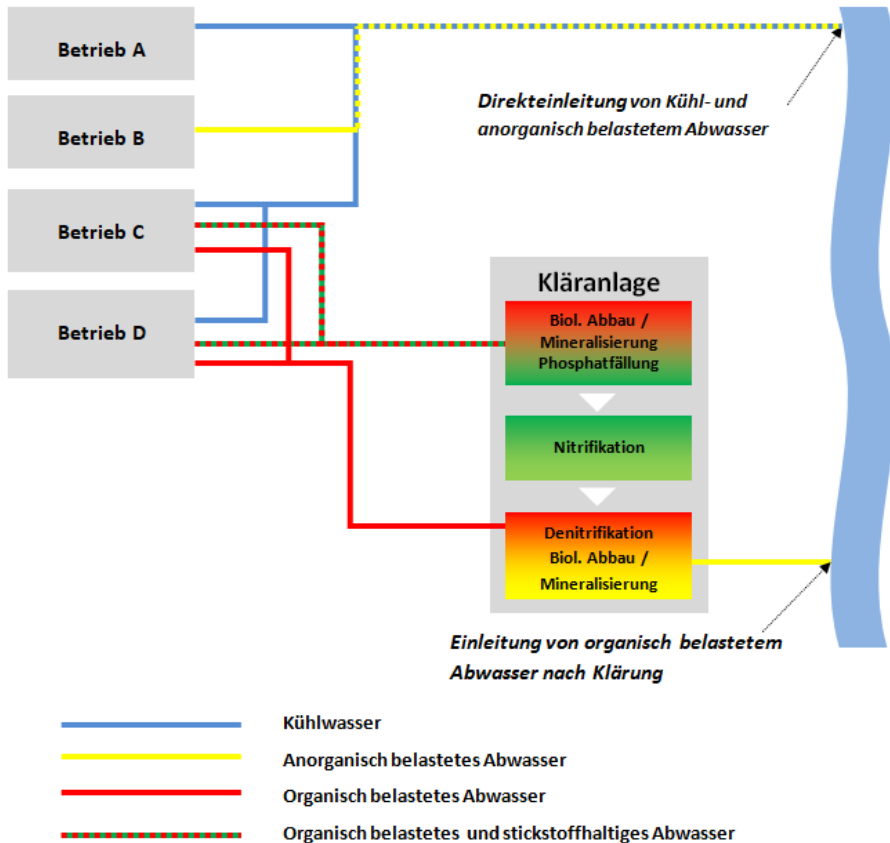 Betrieb A
Direkteinleitung von Kühl- und
anorganisch belastetem Abwasser
Betrieb B
Betrieb C
Betrieb D
Kläranlage
Biol. Abbau /
Mineralisierung
Phosphatfällung
Nitrifikation
Denitrifikation
Biol. Abbau /
Mineralisierung
Einleitung von organisch belastetem
Abwasser nach Klärung
Kühlwasser
Anorganisch belastetes Abwasser
Organisch belastetes Abwasser
Organisch belastetes und stickstoffhaltiges Abwasser